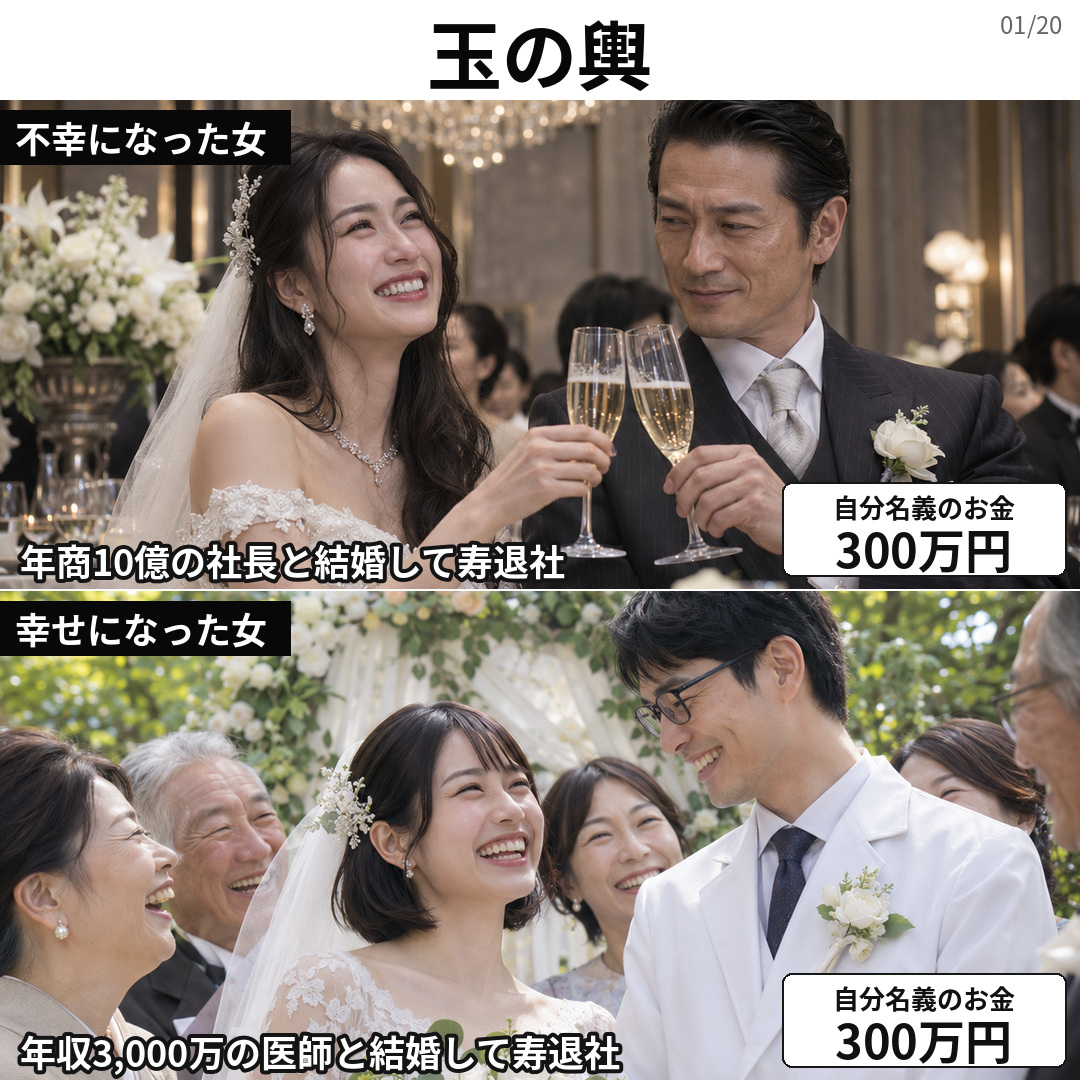 玉の輿
01/20
不幸になった女
年商10億の社長と結婚して寿退社
自分名義のお金
300万円
幸せになった女
年収3,000万の医師と結婚して寿退社
自分名義のお金
300万円